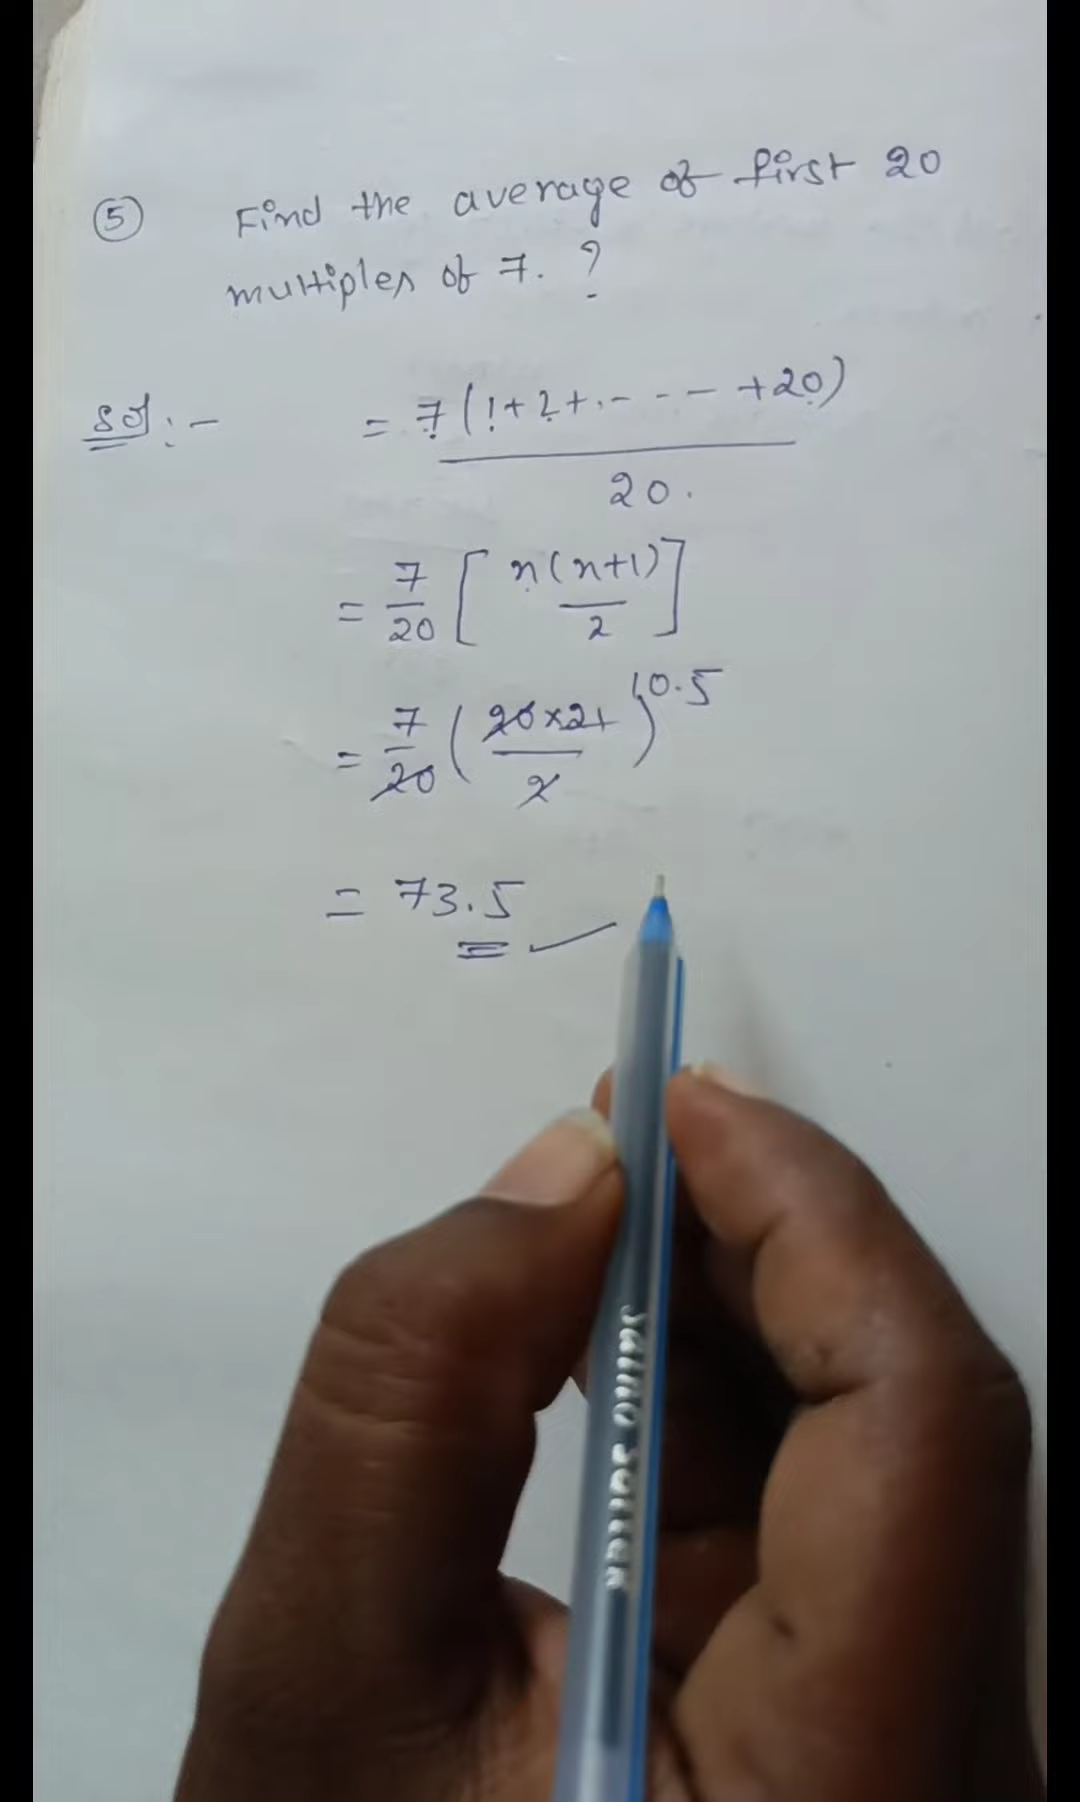 ⑤ Find the average of first 20
multiples of 7. ?
Sol :- = 7(1+2+.---+20)
20.
= 7/20 [n(n+1)/2]
= 7/20 (20×21/2) 10.5
= 73.5